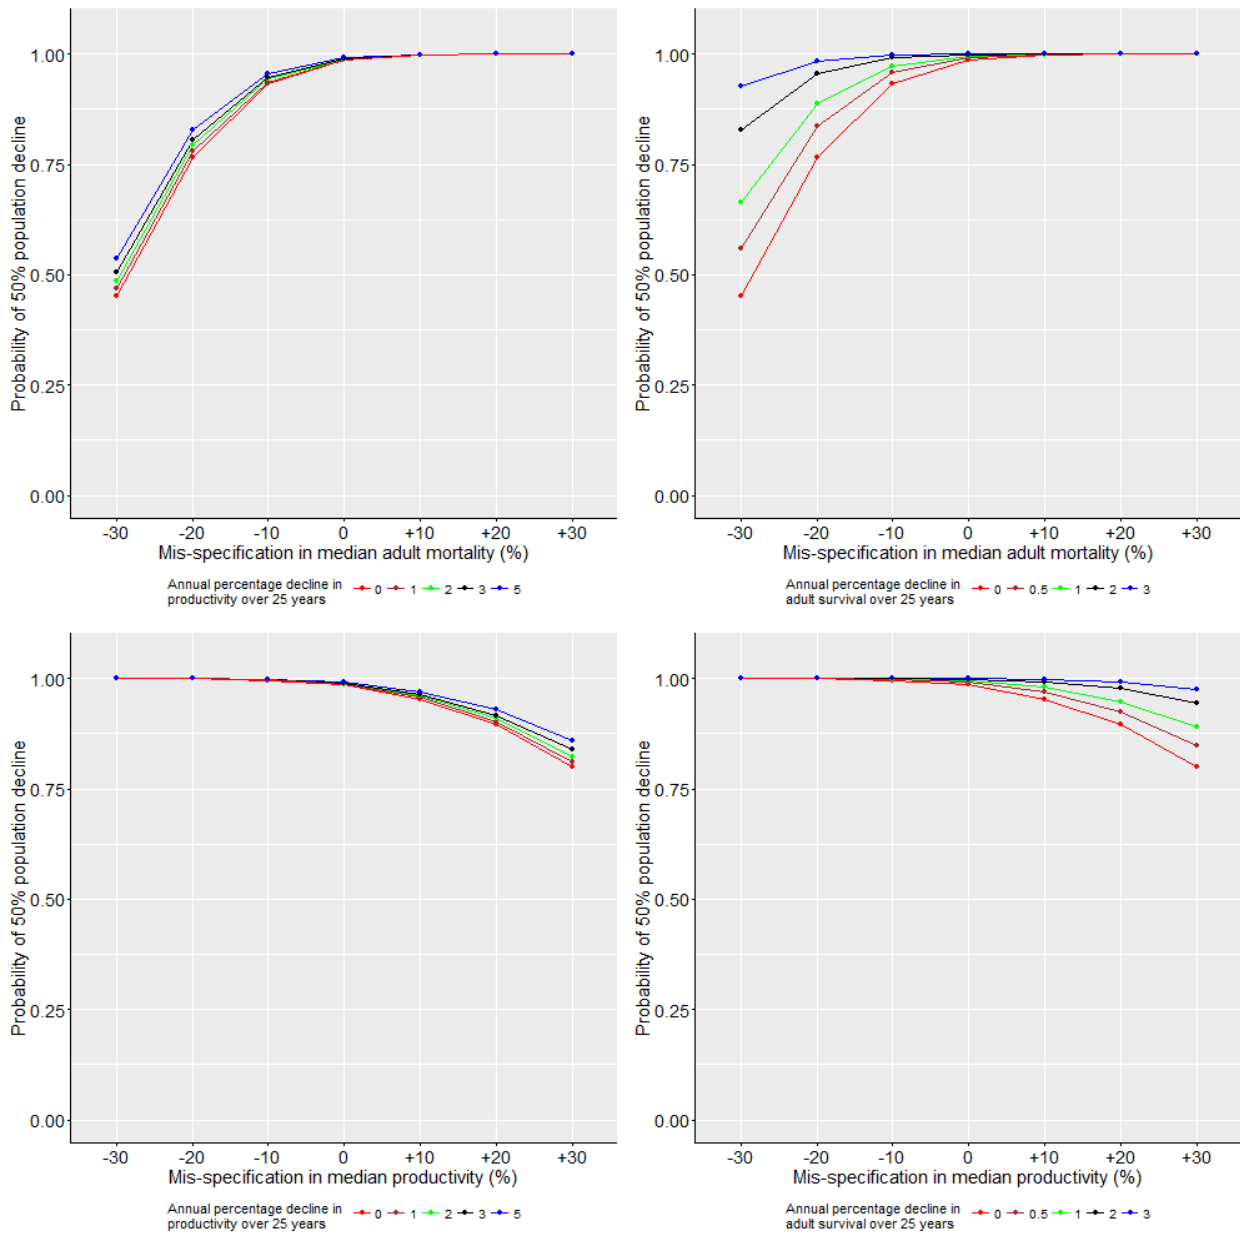 Probability of 50% population decline
1.00
0.75
0.50
0.25
0.00
-30 -20 -10 0 +10 +20 +30
Mis-specification in median adult mortality (%)
Annual percentage decline in
productivity over 25 years
0 1 2 3 5
Probability of 50% population decline
1.00
0.75
0.50
0.25
0.00
-30 -20 -10 0 +10 +20 +30
Mis-specification in median adult mortality (%)
Annual percentage decline in
adult survival over 25 years
0 0.5 1 2 3
Probability of 50% population decline
1.00
0.75
0.50
0.25
0.00
-30 -20 -10 0 +10 +20 +30
Mis-specification in median productivity (%)
Annual percentage decline in
productivity over 25 years
0 1 2 3 5
Probability of 50% population decline
1.00
0.75
0.50
0.25
0.00
-30 -20 -10 0 +10 +20 +30
Mis-specification in median productivity (%)
Annual percentage decline in
adult survival over 25 years
0 0.5 1 2 3